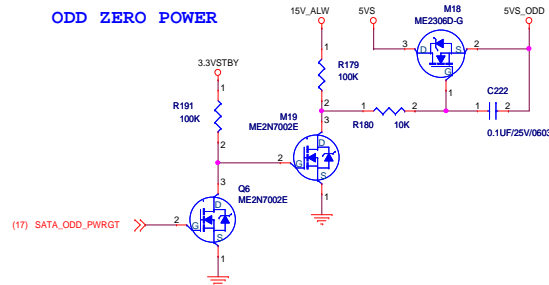 ODD ZERO POWER
15V_ALW
5VS
M18
ME2306D-G
5VS_ODD
3
D
S
2
G
1
1
R179
100K
2
3.3VSTBY
1
R191
100K
2
M19
ME2N7002E
3
D
2
G
S
1
1
2
R180
10K
1
2
C222
0.1UF/25V/0603
3
Q6
ME2N7002E
D
(17) SATA_ODD_PWRGT
2
G
S
1